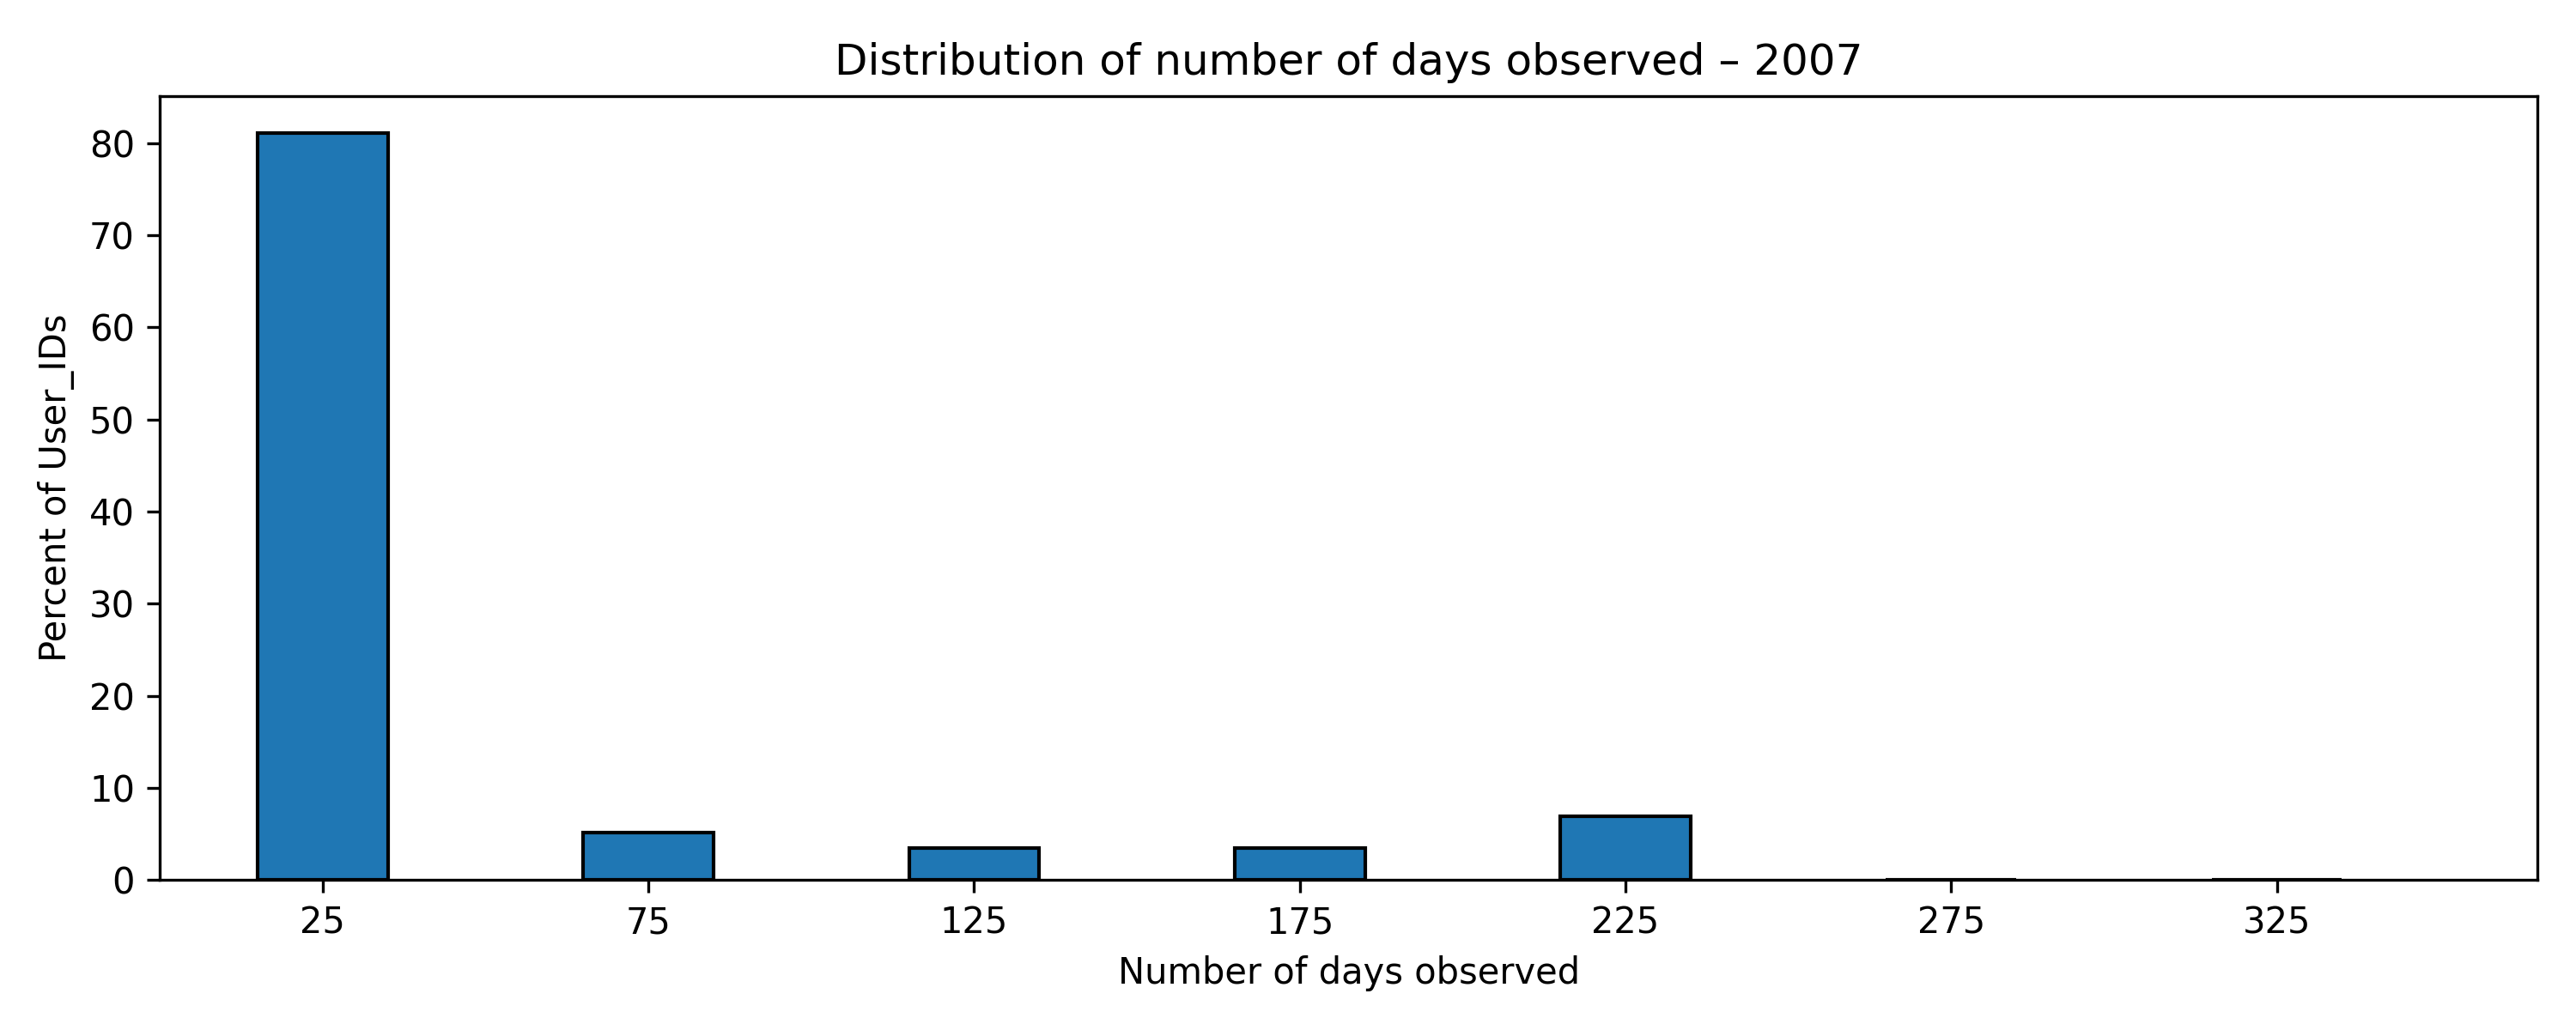 Distribution of number of days observed – 2007
Percent of User_IDs
80
70
60
50
40
30
20
10
0
25 75 125 175 225 275 325
Number of days observed